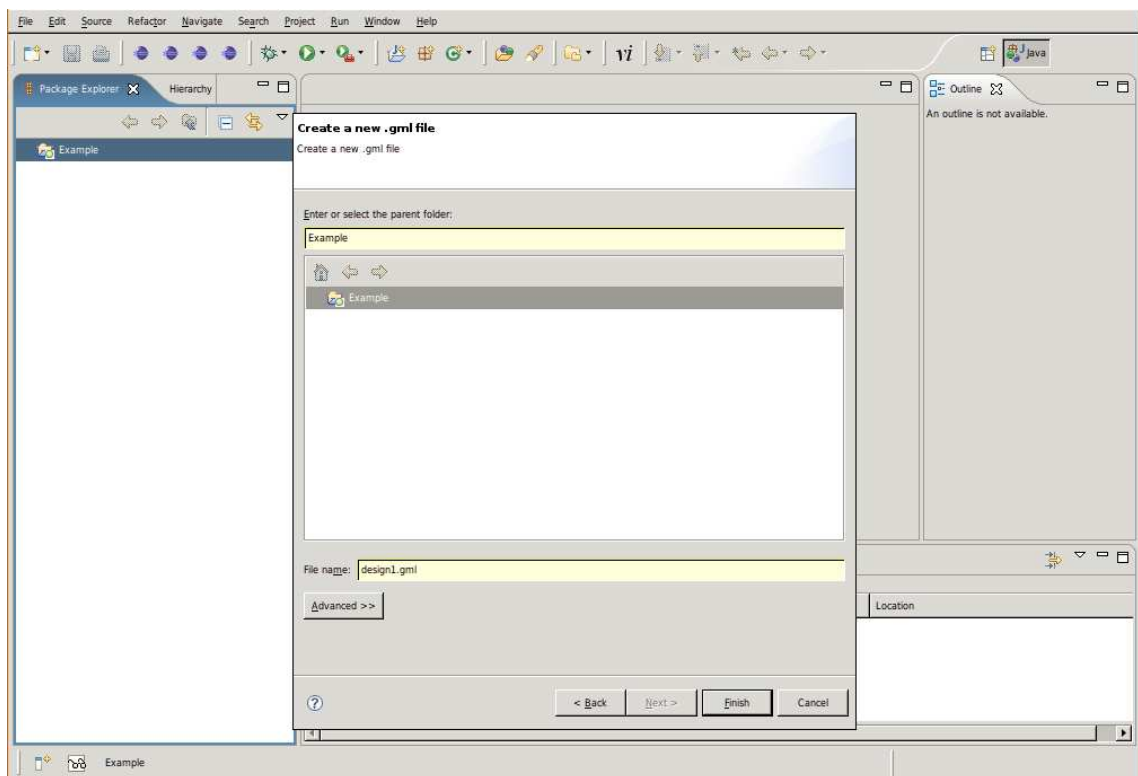 File Edit Source Refactor Navigate Search Project Run Window Help
Java
Package Explorer Hierarchy
Outline
An outline is not available.
Example
Create a new .gml file
Create a new .gml file
Enter or select the parent folder:
Example
Example
File name: design1.gml
Advanced >>
Location
< Back Next > Finish Cancel
Example